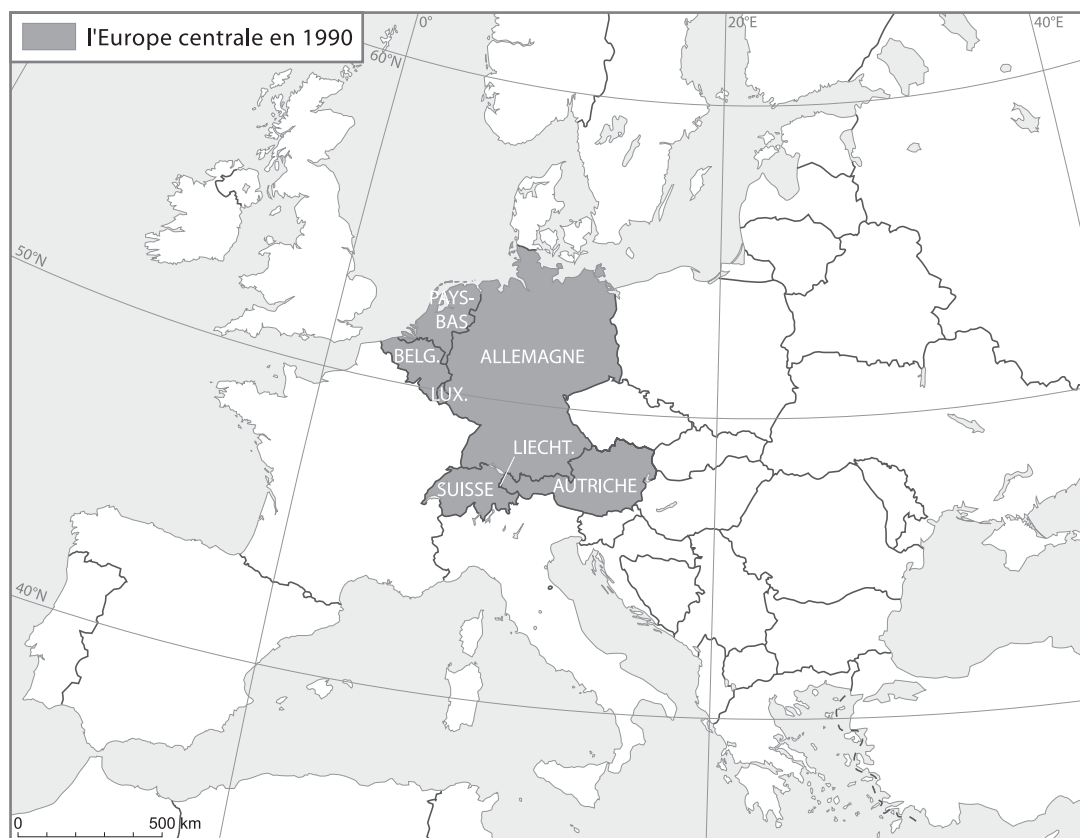 l'Europe centrale en 1990
0°
20°E
40°E
60°N
50°N
40°N
PAYS-
BAS
BELG.
ALLEMAGNE
LUX.
LIECHT.
SUISSE
AUTRICHE
0 500 km